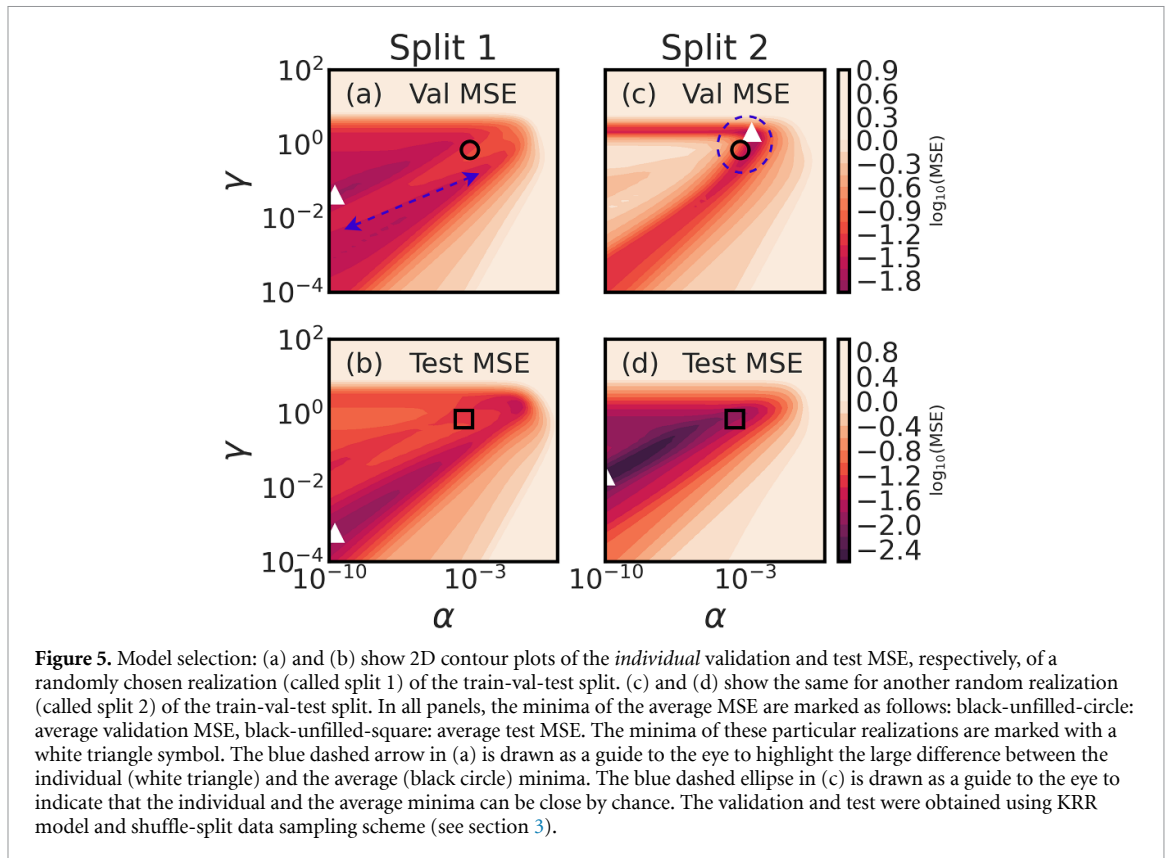 Split 1 Split 2
10² 0.9
(a) Val MSE (c) Val MSE 0.6
0.3
10⁰ 0.0
γ −0.3 log₁₀(MSE)
−0.6
10⁻² −0.9
−1.2
−1.5
10⁻⁴ −1.8
10² 0.8
(b) Test MSE (d) Test MSE 0.4
10⁰ 0.0
−0.4
γ −0.8 log₁₀(MSE)
−1.2
10⁻² −1.6
−2.0
−2.4
10⁻⁴
10⁻¹⁰ 10⁻³ 10⁻¹⁰ 10⁻³
α α
Figure 5. Model selection: (a) and (b) show 2D contour plots of the individual validation and test MSE, respectively, of a
randomly chosen realization (called split 1) of the train-val-test split. (c) and (d) show the same for another random realization
(called split 2) of the train-val-test split. In all panels, the minima of the average MSE are marked as follows: black-unfilled-circle:
average validation MSE, black-unfilled-square: average test MSE. The minima of these particular realizations are marked with a
white triangle symbol. The blue dashed arrow in (a) is drawn as a guide to the eye to highlight the large difference between the
individual (white triangle) and the average (black circle) minima. The blue dashed ellipse in (c) is drawn as a guide to the eye to
indicate that the individual and the average minima can be close by chance. The validation and test were obtained using KRR
model and shuffle-split data sampling scheme (see section 3).